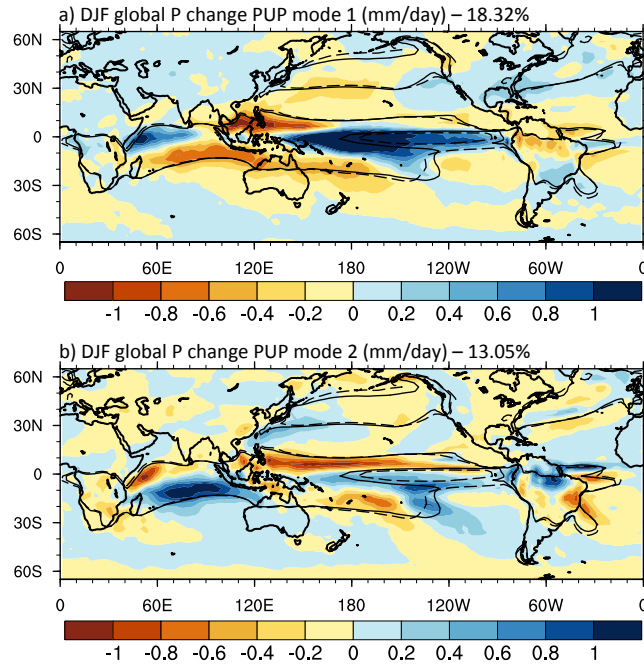 a) DJF global P change PUP mode 1 (mm/day) – 18.32%
60N
30N
0
30S
60S
0 60E 120E 180 120W 60W 0
-1 -0.8 -0.6 -0.4 -0.2 0 0.2 0.4 0.6 0.8 1
b) DJF global P change PUP mode 2 (mm/day) – 13.05%
60N
30N
0
30S
60S
0 60E 120E 180 120W 60W 0
-1 -0.8 -0.6 -0.4 -0.2 0 0.2 0.4 0.6 0.8 1